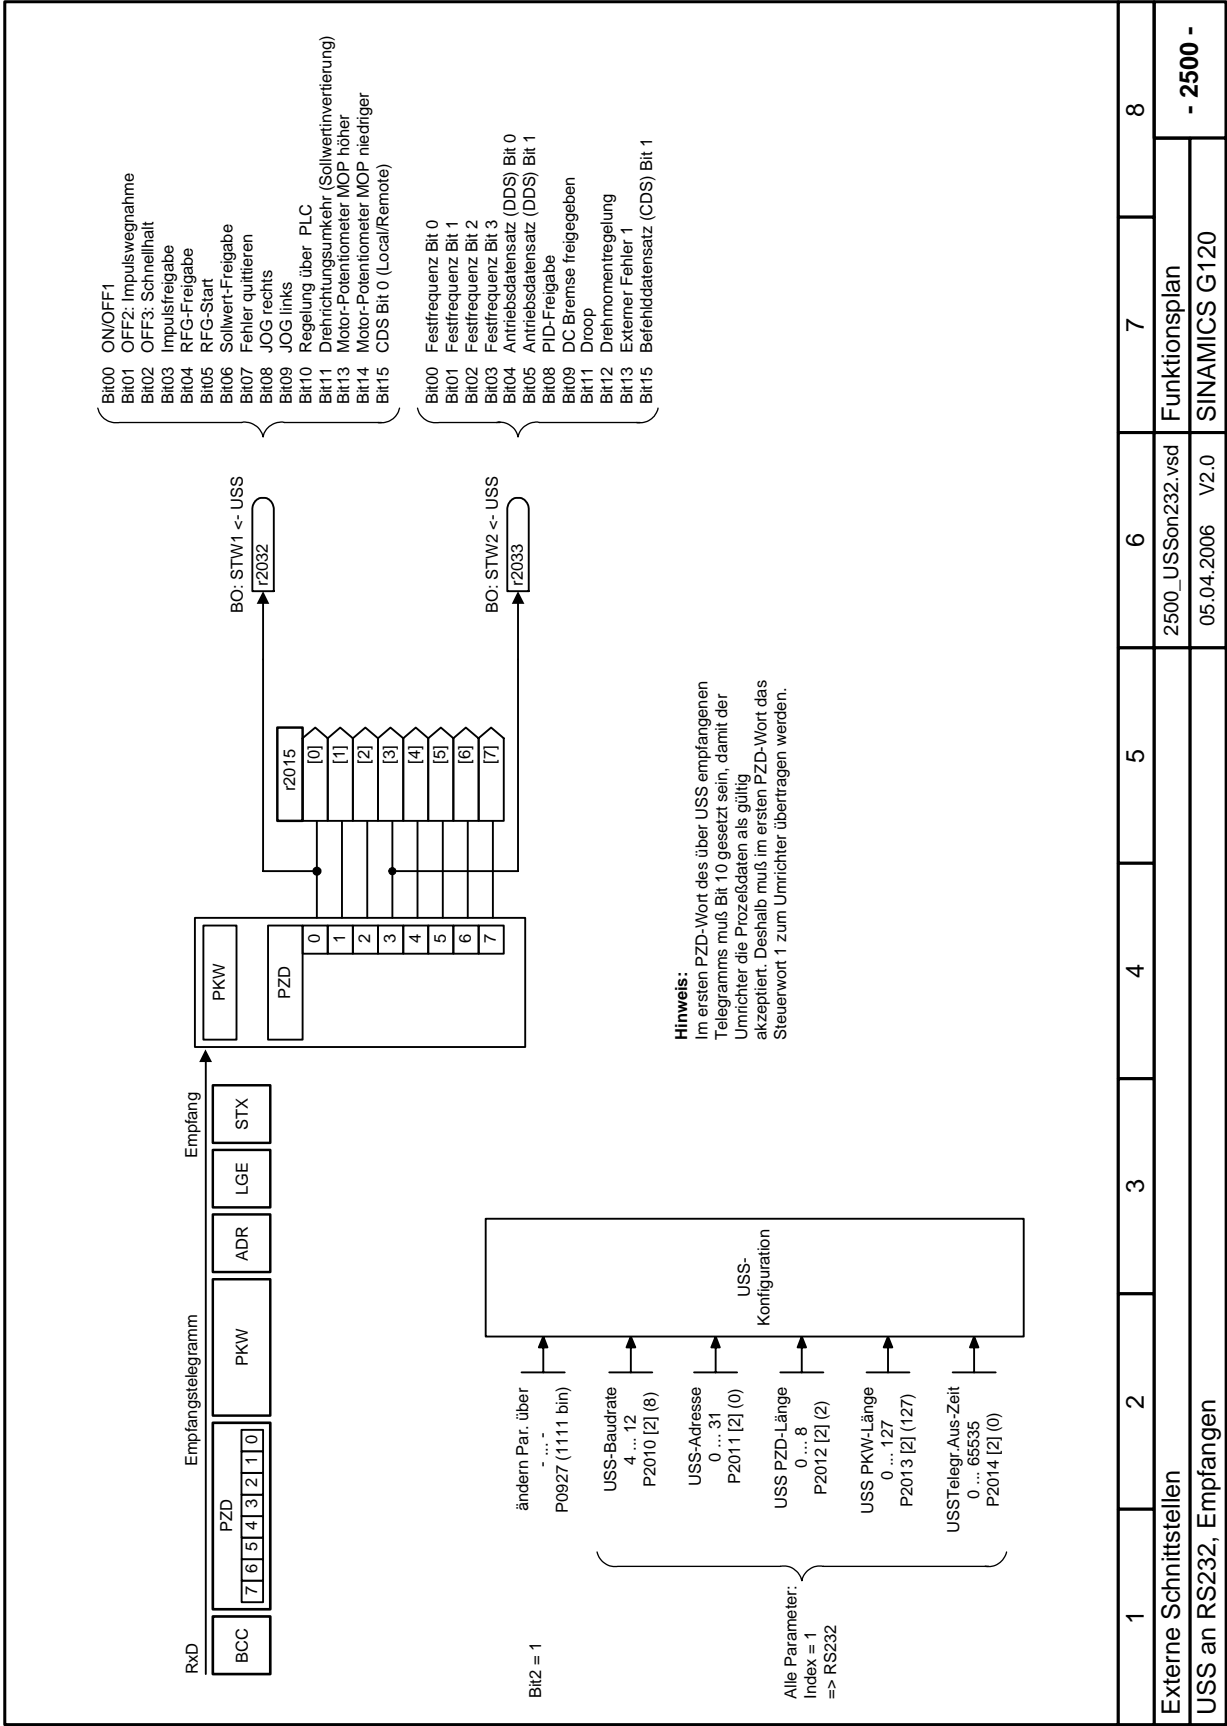 RxD
Empfangstelegramm
Empfang
BCC
PZD
7 6 5 4 3 2 1 0
PKW
ADR
LGE
STX
PKW
PZD
0
1
2
3
4
5
6
7
r2015
[0]
[1]
[2]
[3]
[4]
[5]
[6]
[7]
BO: STW1 <- USS
r2032
BO: STW2 <- USS
r2033
Bit00 ON/OFF1
Bit01 OFF2: Impulswegnahme
Bit02 OFF3: Schnellhalt
Bit03 Impulsfreigabe
Bit04 RFG-Freigabe
Bit05 RFG-Start
Bit06 Sollwert-Freigabe
Bit07 Fehler quittieren
Bit08 JOG rechts
Bit09 JOG links
Bit10 Regelung über PLC
Bit11 Drehrichtungsumkehr (Sollwertinvertierung)
Bit13 Motor-Potentiometer MOP höher
Bit14 Motor-Potentiometer MOP niedriger
Bit15 CDS Bit 0 (Local/Remote)
Bit00 Festfrequenz Bit 0
Bit01 Festfrequenz Bit 1
Bit02 Festfrequenz Bit 2
Bit03 Festfrequenz Bit 3
Bit04 Antriebsdatensatz (DDS) Bit 0
Bit05 Antriebsdatensatz (DDS) Bit 1
Bit08 PID-Freigabe
Bit09 DC Bremse freigegeben
Bit11 Droop
Bit12 Drehmomentregelung
Bit13 Externer Fehler 1
Bit15 Befehlddatensatz (CDS) Bit 1
Bit2 = 1
ändern Par. über
- ... -
P0927 (1111 bin)
USS-Baudrate
4 ... 12
P2010 [2] (8)
USS-Adresse
0 ... 31
P2011 [2] (0)
USS PZD-Länge
0 ... 8
P2012 [2] (2)
USS PKW-Länge
0 ... 127
P2013 [2] (127)
USSTelegr.Aus-Zeit
0 ... 65535
P2014 [2] (0)
Alle Parameter:
Index = 1
=> RS232
USS-
Konfiguration
Hinweis:
Im ersten PZD-Wort des über USS empfangenen
Telegramms muß Bit 10 gesetzt sein, damit der
Umrichter die Prozeßdaten als gültig
akzeptiert. Deshalb muß im ersten PZD-Wort das
Steuerwort 1 zum Umrichter übertragen werden.
1 2 3 4 5 6 7 8
Externe Schnittstellen
2500_USSon232.vsd
Funktionsplan
- 2500 -
USS an RS232, Empfangen
05.04.2006 V2.0
SINAMICS G120